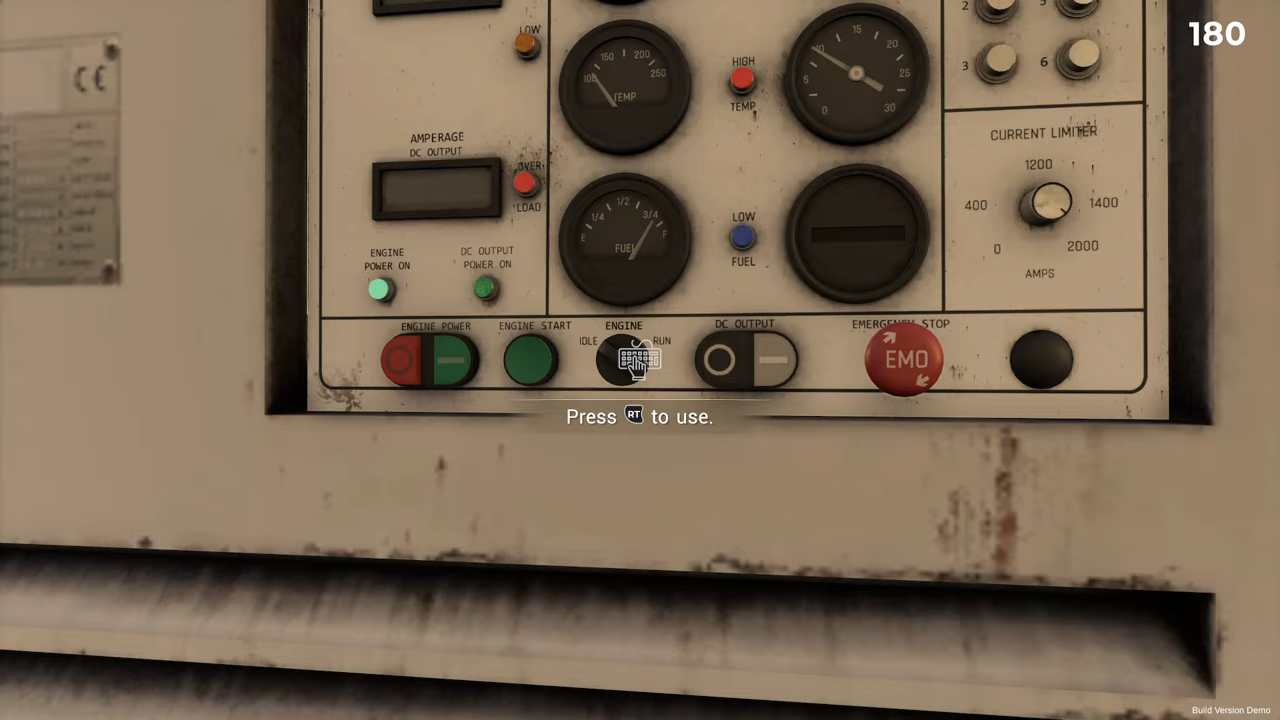 180
CE
LOW
AMPERAGE
DC OUTPUT
OVER
LOAD
ENGINE
POWER ON
DC OUTPUT
POWER ON
100 150 200 250
TEMP
HIGH
TEMP
0 5 10 15 20 25 30
E 1/4 1/2 3/4 F
FUEL
LOW
FUEL
2 5
3 6
CURRENT LIMITER
1200
400 1400
0 2000
AMPS
ENGINE POWER
ENGINE START
ENGINE
IDLE RUN
DC OUTPUT
EMERGENCY STOP
EMO
Press RT to use.
Build Version Demo